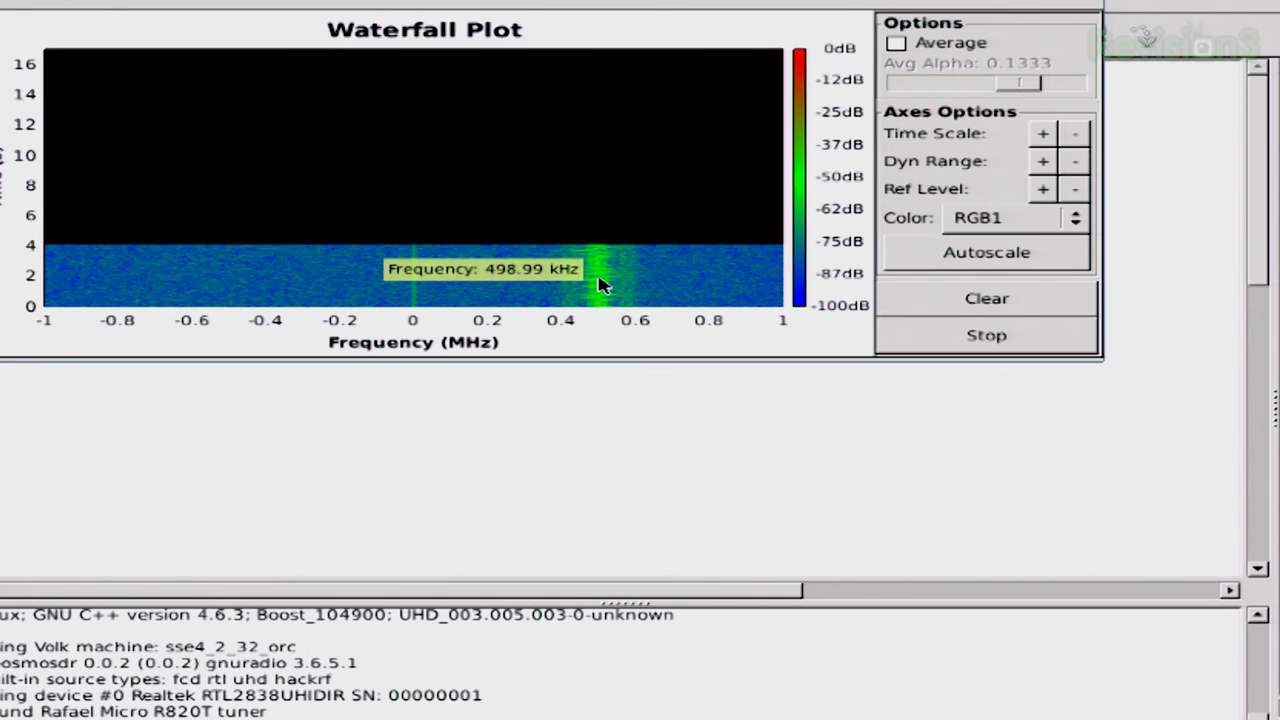 Waterfall Plot
Options
Average
Avg Alpha: 0.1333
Axes Options
Time Scale: + -
Dyn Range: + -
Ref Level: + -
Color: RGB1
Autoscale
Clear
Stop
0dB
-12dB
-25dB
-37dB
-50dB
-62dB
-75dB
-87dB
-100dB
16
14
12
10
8
6
4
2
0
Frequency: 498.99 kHz
-1 -0.8 -0.6 -0.4 -0.2 0 0.2 0.4 0.6 0.8 1
Frequency (MHz)
Revision3
ux; GNU C++ version 4.6.3; Boost_104900; UHD_003.005.003-0-unknown
ing Volk machine: sse4_2_32_orc
osmosdr 0.0.2 (0.0.2) gnuradio 3.6.5.1
ilt-in source types: fcd rtl uhd hackrf
ing device #0 Realtek RTL2838UHIDIR SN: 00000001
und Rafael Micro R820T tuner